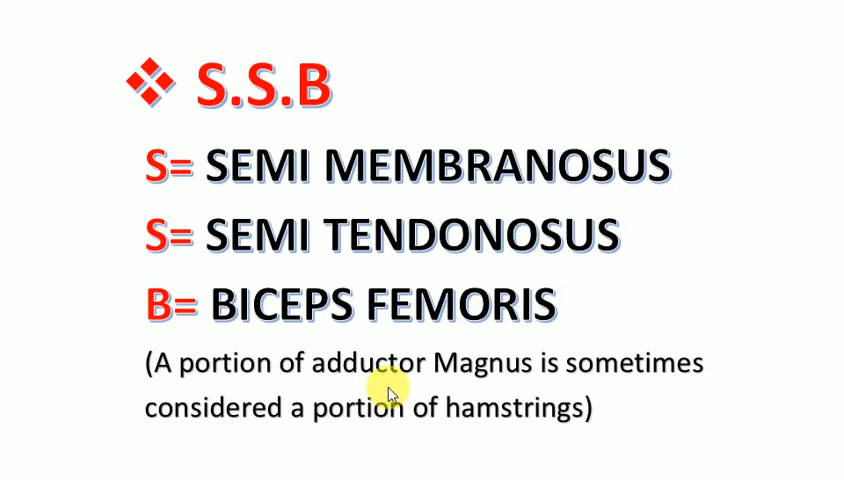 ❖ S.S.B
S= SEMI MEMBRANOSUS
S= SEMI TENDONOSUS
B= BICEPS FEMORIS
(A portion of adductor Magnus is sometimes
considered a portion of hamstrings)